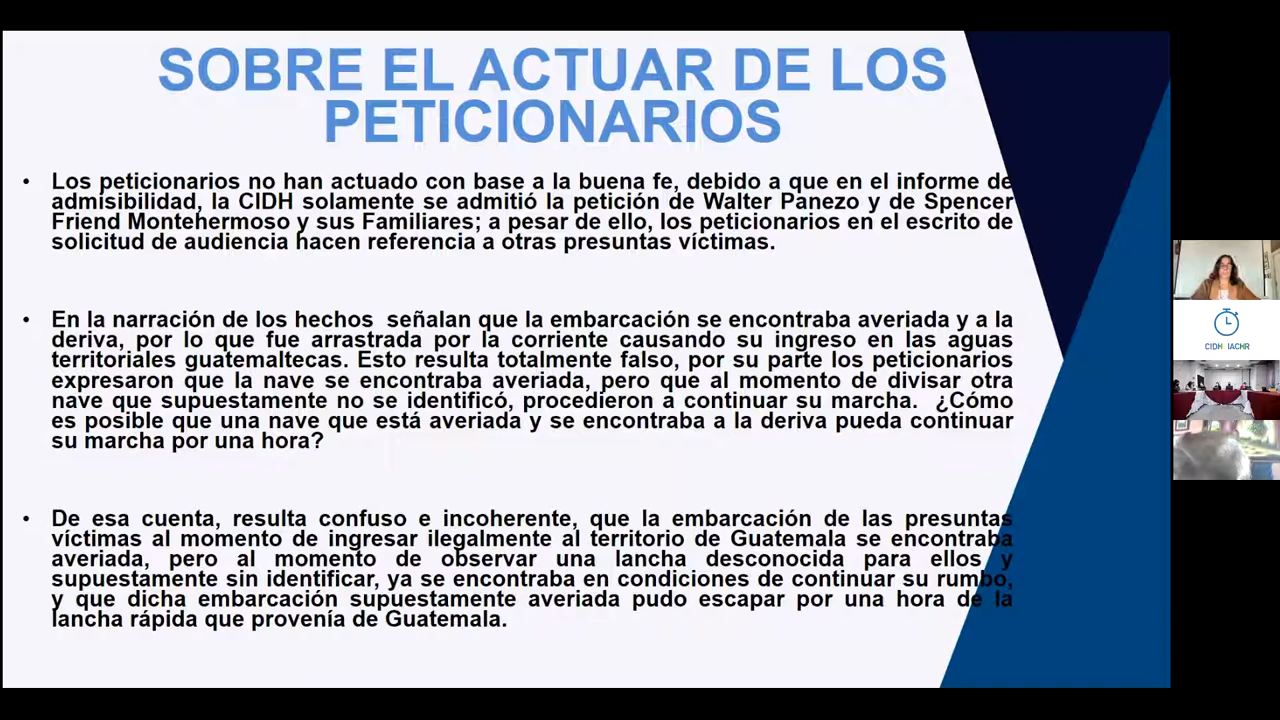 SOBRE EL ACTUAR DE LOS
PETICIONARIOS
• Los peticionarios no han actuado con base a la buena fe, debido a que en el informe de
admisibilidad, la CIDH solamente se admitió la petición de Walter Panezo y de Spencer
Friend Montehermoso y sus Familiares; a pesar de ello, los peticionarios en el escrito de
solicitud de audiencia hacen referencia a otras presuntas víctimas.
• En la narración de los hechos señalan que la embarcación se encontraba averiada y a la
deriva, por lo que fue arrastrada por la corriente causando su ingreso en las aguas
territoriales guatemaltecas. Esto resulta totalmente falso, por su parte los peticionarios
expresaron que la nave se encontraba averiada, pero que al momento de divisar otra
nave que supuestamente no se identificó, procedieron a continuar su marcha. ¿Cómo
es posible que una nave que está averiada y se encontraba a la deriva pueda continuar
su marcha por una hora?
• De esa cuenta, resulta confuso e incoherente, que la embarcación de las presuntas
víctimas al momento de ingresar ilegalmente al territorio de Guatemala se encontraba
averiada, pero al momento de observar una lancha desconocida para ellos y
supuestamente sin identificar, ya se encontraba en condiciones de continuar su rumbo,
y que dicha embarcación supuestamente averiada pudo escapar por una hora de la
lancha rápida que provenía de Guatemala.
CIDH IACHR